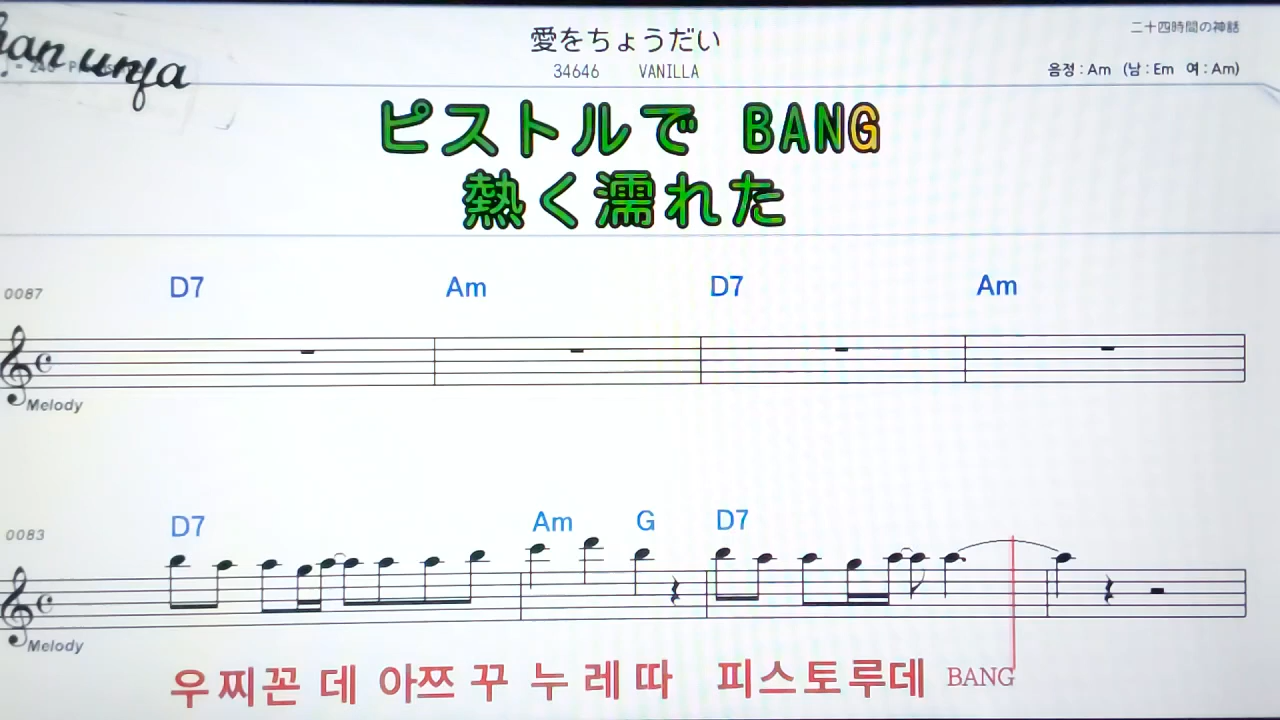 愛をちょうだい
二十四時間の神話
34646 VANILLA
음정 : Am (남 : Em 여 : Am)
ピストルで BANG
熱く濡れた
0087
D7 Am D7 Am
Melody
0083
D7 Am G D7
Melody
우찌꼰 데 아쯔 꾸 누 레 따 피스토루데 BANG